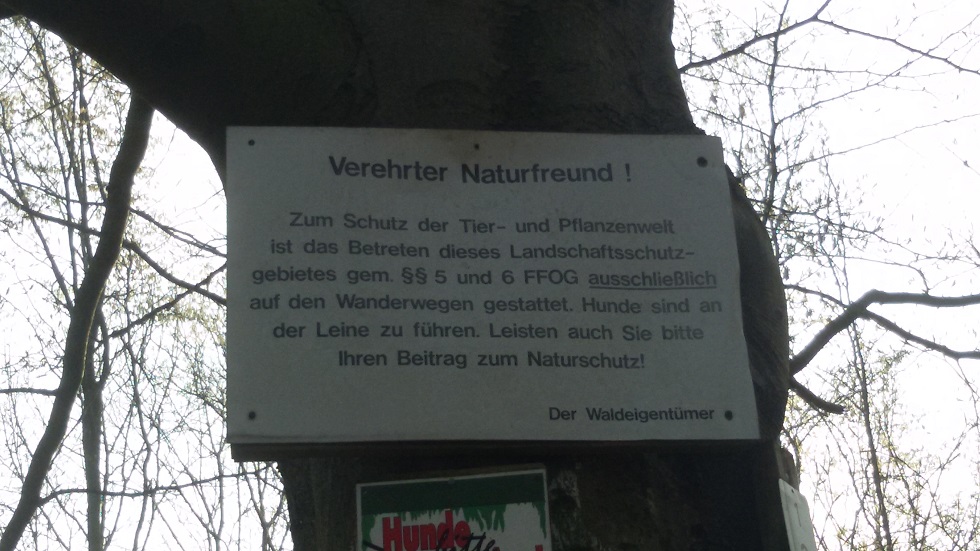 Verehrter Naturfreund !
Zum Schutz der Tier- und Pflanzenwelt
ist das Betreten dieses Landschaftsschutz-
gebietes gem. §§ 5 und 6 FFOG ausschließlich
auf den Wanderwegen gestattet. Hunde sind an
der Leine zu führen. Leisten auch Sie bitte
Ihren Beitrag zum Naturschutz!
Der Waldeigentümer
Hunde